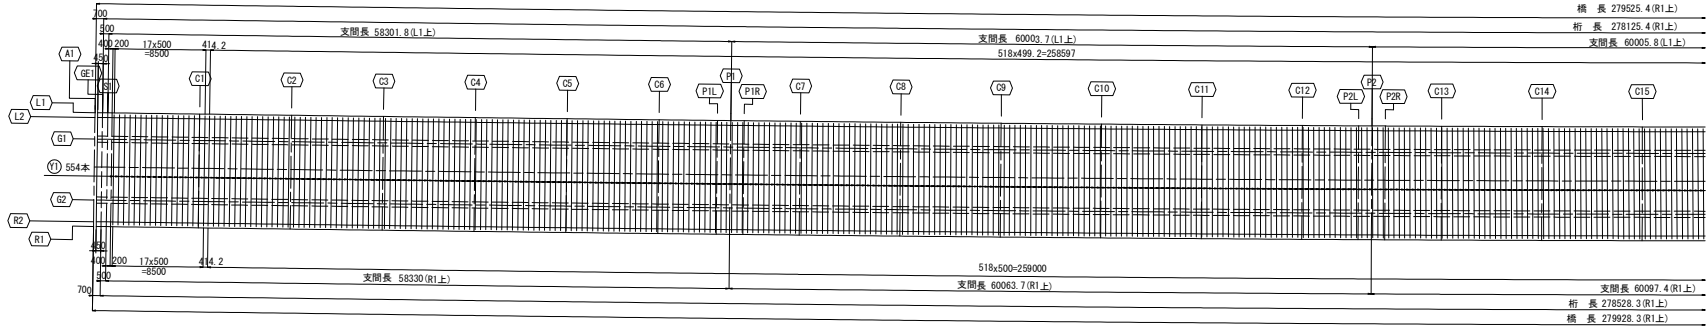 橋 長 279525.4(R1上)
700
桁 長 278125.4(R1上)
500
支間長 58301.8(L1上)
支間長 60003.7(L1上)
支間長 60005.8(L1上)
400 200 17x500 414.2
=8500
518x499.2=258597
450
A1
GE1
S1
C1
C2
C3
C4
C5
C6
P1L
P1
P1R
C7
C8
C9
C10
C11
C12
P2L
P2
P2R
C13
C14
C15
L1
L2
G1
Y1 554本
G2
R2
R1
450
400 200 17x500 414.2
=8500
518x500=259000
500
支間長 58330(R1上)
支間長 60063.7(R1上)
支間長 60097.4(R1上)
700
桁 長 278528.3(R1上)
橋 長 279928.3(R1上)